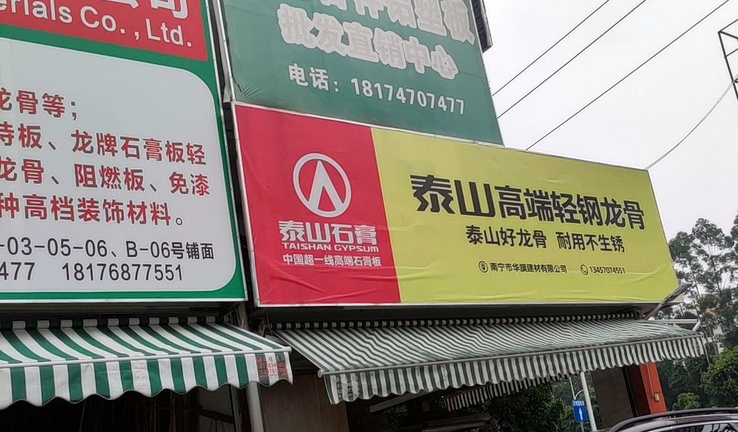 公司
erials Co., Ltd.
龙骨等；
板、龙牌石膏板轻
龙骨、阻燃板、免漆
种高档装饰材料。
-03-05-06、B-06号铺面
477 18176877551
批发直销中心
电话：18174707477
泰山石膏
TAISHAN GYPSUM
中国超一线高端石膏板
泰山高端轻钢龙骨
泰山好龙骨 耐用不生锈
南宁市华旗建材有限公司 13457074551